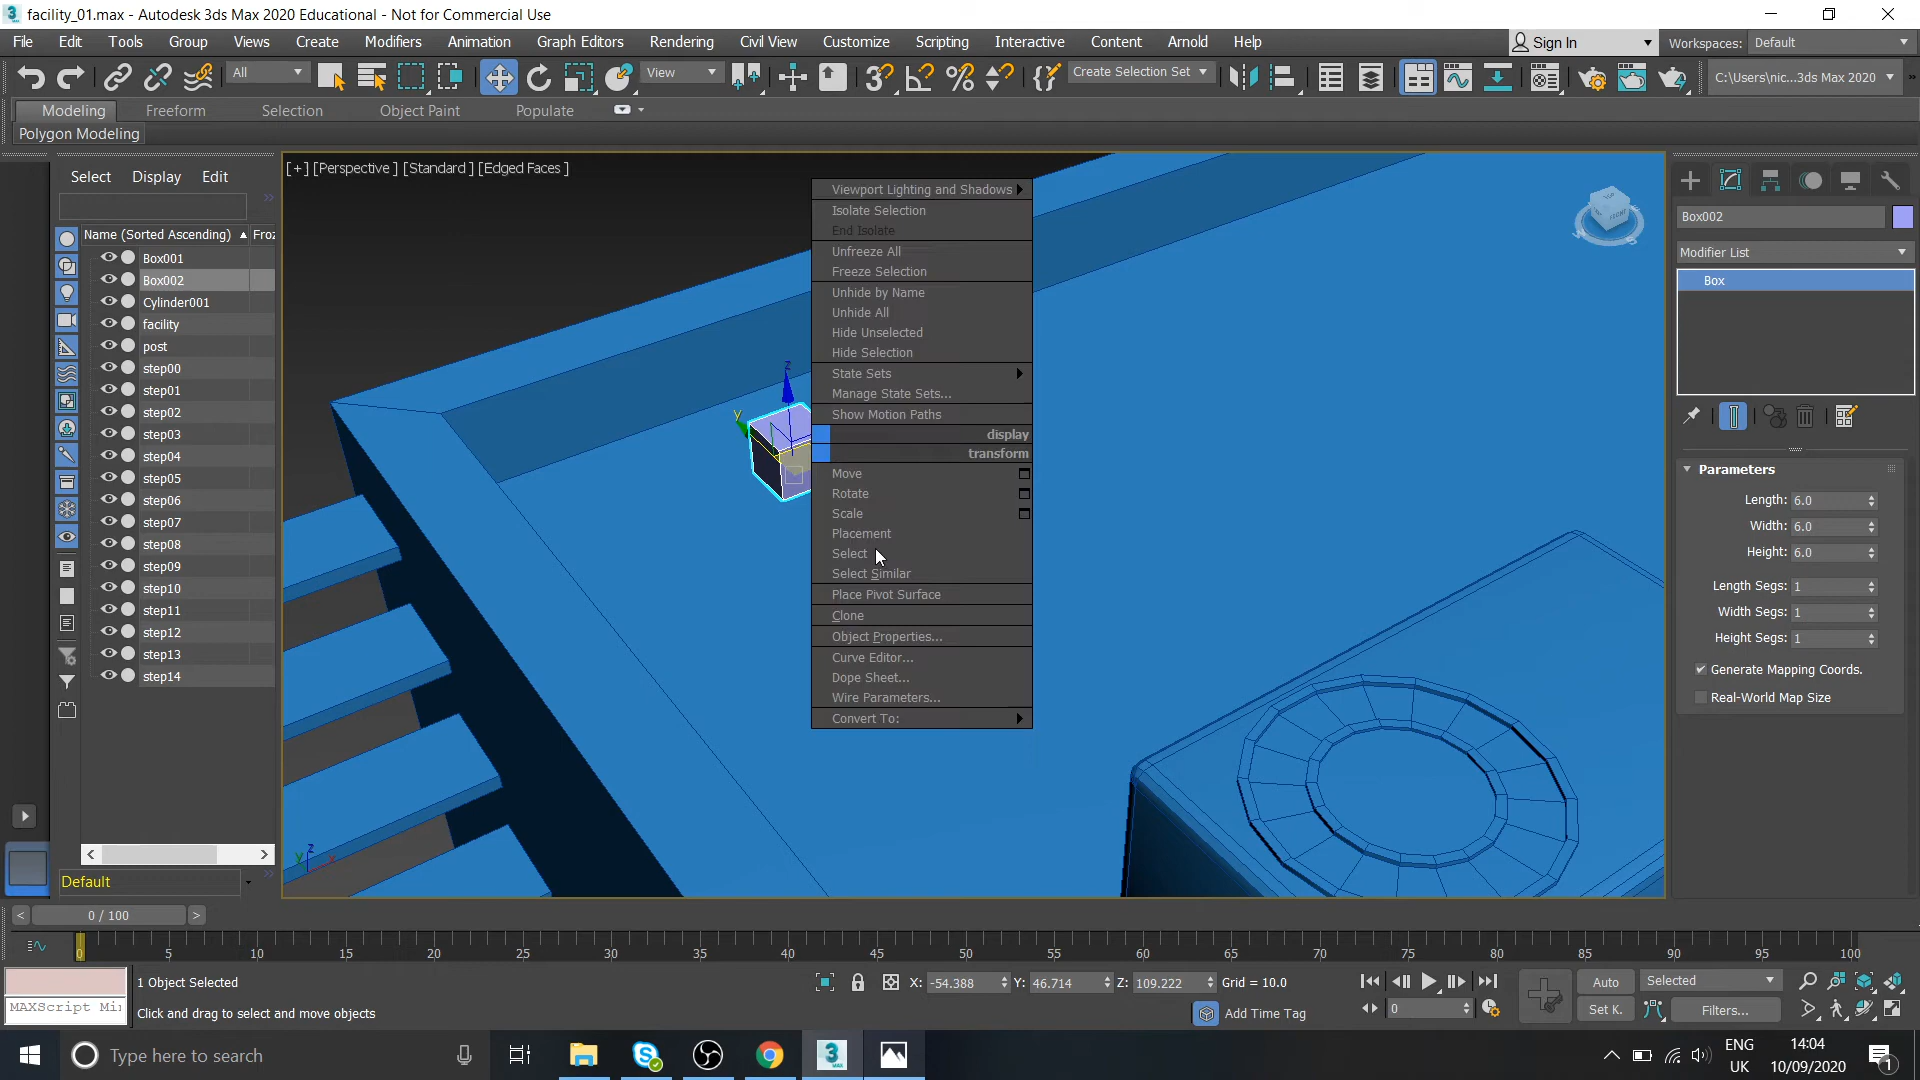 facility_01.max - Autodesk 3ds Max 2020 Educational - Not for Commercial Use
File Edit Tools Group Views Create Modifiers Animation Graph Editors Rendering Civil View Customize Scripting Interactive Content Arnold Help
Sign In
Workspaces: Default
All
View
Create Selection Set
C:\Users\nic...3ds Max 2020
Modeling Freeform Selection Object Paint Populate
Polygon Modeling
Select Display Edit
Name (Sorted Ascending) Fro
Box001
Box002
Cylinder001
facility
post
step00
step01
step02
step03
step04
step05
step06
step07
step08
step09
step10
step11
step12
step13
step14
Default
[+] [Perspective ] [Standard ] [Edged Faces ]
z
y
Viewport Lighting and Shadows
Isolate Selection
End Isolate
Unfreeze All
Freeze Selection
Unhide by Name
Unhide All
Hide Unselected
Hide Selection
State Sets
Manage State Sets...
Show Motion Paths
display
transform
Move
Rotate
Scale
Placement
Select
Select Similar
Place Pivot Surface
Clone
Object Properties...
Curve Editor...
Dope Sheet...
Wire Parameters...
Convert To:
TOP
FRONT
z
y x
Box002
Modifier List
Box
Parameters
Length: 6.0
Width: 6.0
Height: 6.0
Length Segs: 1
Width Segs: 1
Height Segs: 1
Generate Mapping Coords.
Real-World Map Size
< 0 / 100 >
0 5 10 15 20 25 30 35 40 45 50 55 60 65 70 75 80 85 90 95 100
MAXScript Mi
1 Object Selected
Click and drag to select and move objects
X: -54.388 Y: 46.714 Z: 109.222 Grid = 10.0
Add Time Tag
0
Auto
Selected
Set K.
Filters...
Type here to search
3
MAX
ENG
UK
14:04
10/09/2020
1